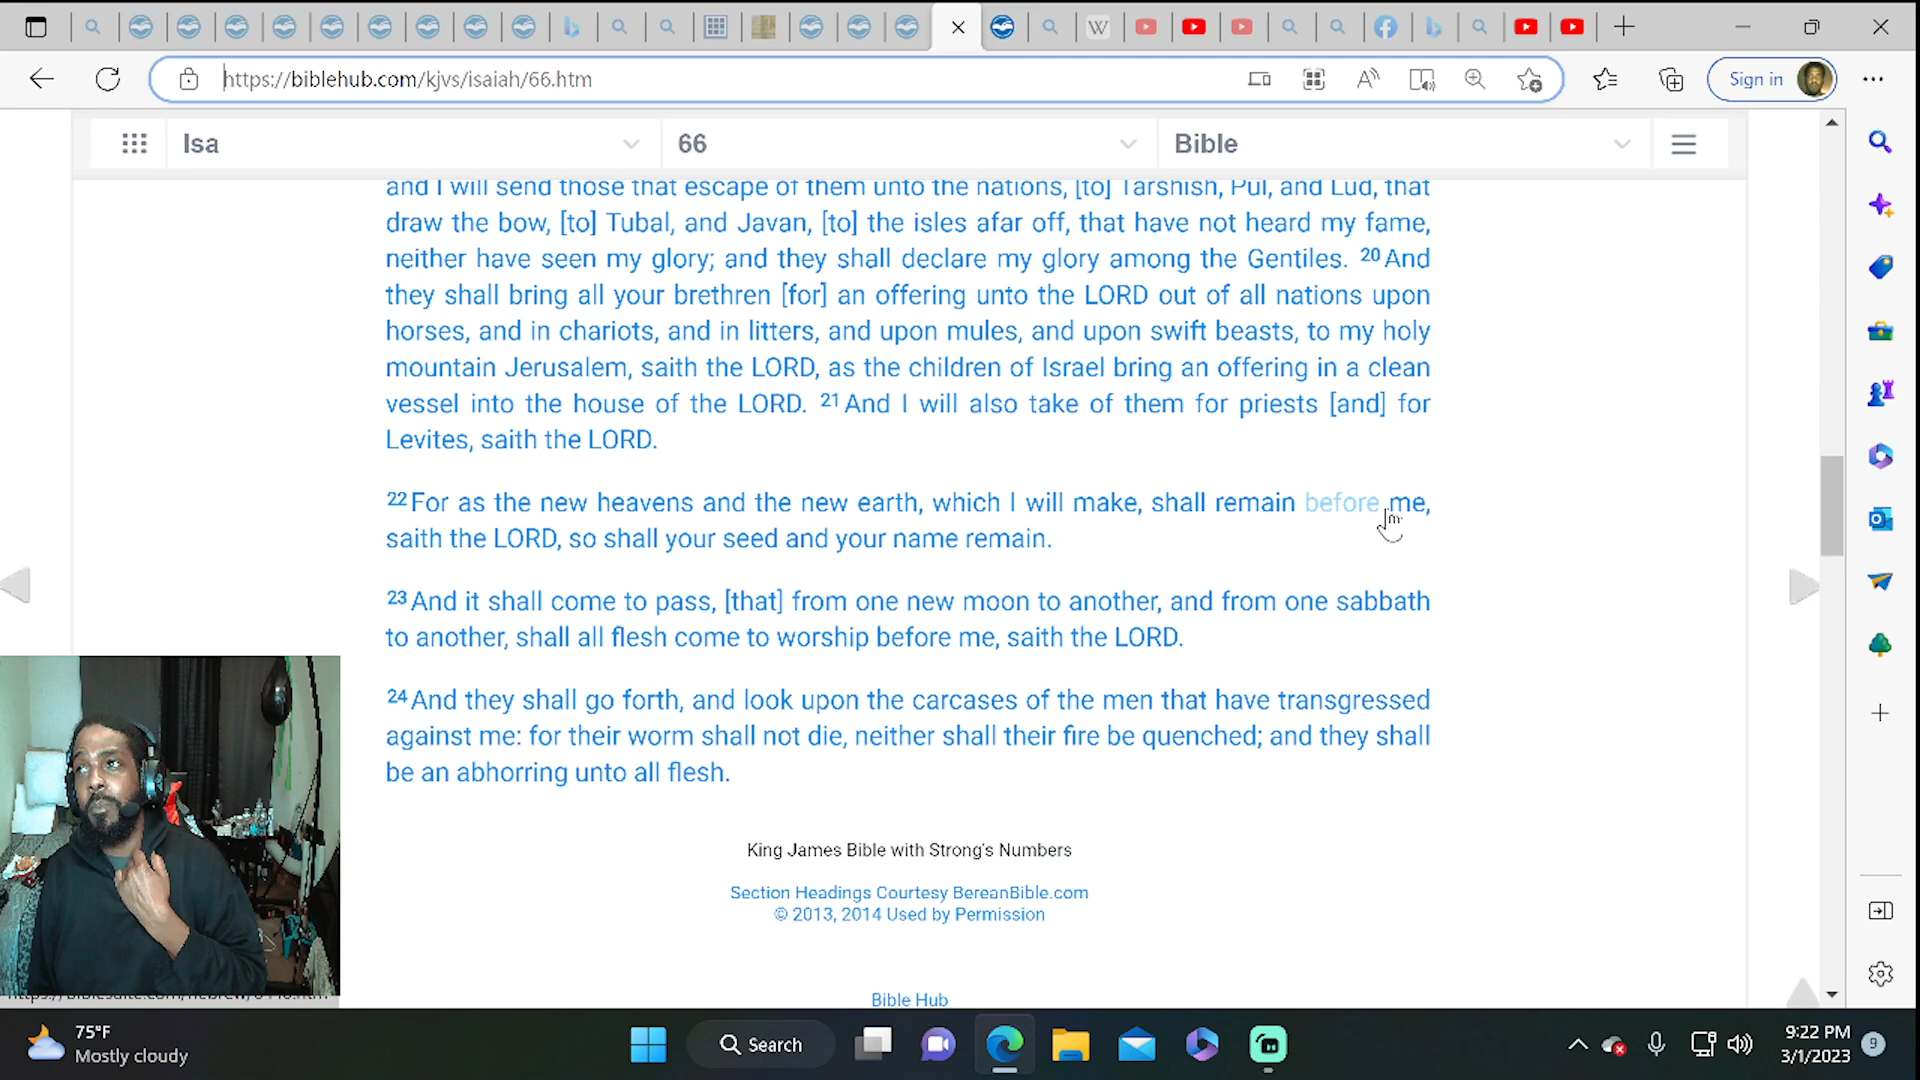 https://biblehub.com/kjvs/isaiah/66.htm
Sign in
Isa 66 Bible
and I will send those that escape of them unto the nations, [to] Tarshish, Pul, and Lud, that
draw the bow, [to] Tubal, and Javan, [to] the isles afar off, that have not heard my fame,
neither have seen my glory; and they shall declare my glory among the Gentiles. 20 And
they shall bring all your brethren [for] an offering unto the LORD out of all nations upon
horses, and in chariots, and in litters, and upon mules, and upon swift beasts, to my holy
mountain Jerusalem, saith the LORD, as the children of Israel bring an offering in a clean
vessel into the house of the LORD. 21 And I will also take of them for priests [and] for
Levites, saith the LORD.
22 For as the new heavens and the new earth, which I will make, shall remain before me,
saith the LORD, so shall your seed and your name remain.
23 And it shall come to pass, [that] from one new moon to another, and from one sabbath
to another, shall all flesh come to worship before me, saith the LORD.
24 And they shall go forth, and look upon the carcases of the men that have transgressed
against me: for their worm shall not die, neither shall their fire be quenched; and they shall
be an abhorring unto all flesh.
King James Bible with Strong's Numbers
Section Headings Courtesy BereanBible.com
© 2013, 2014 Used by Permission
Bible Hub
75°F
Mostly cloudy
Search
9:22 PM
3/1/2023
9